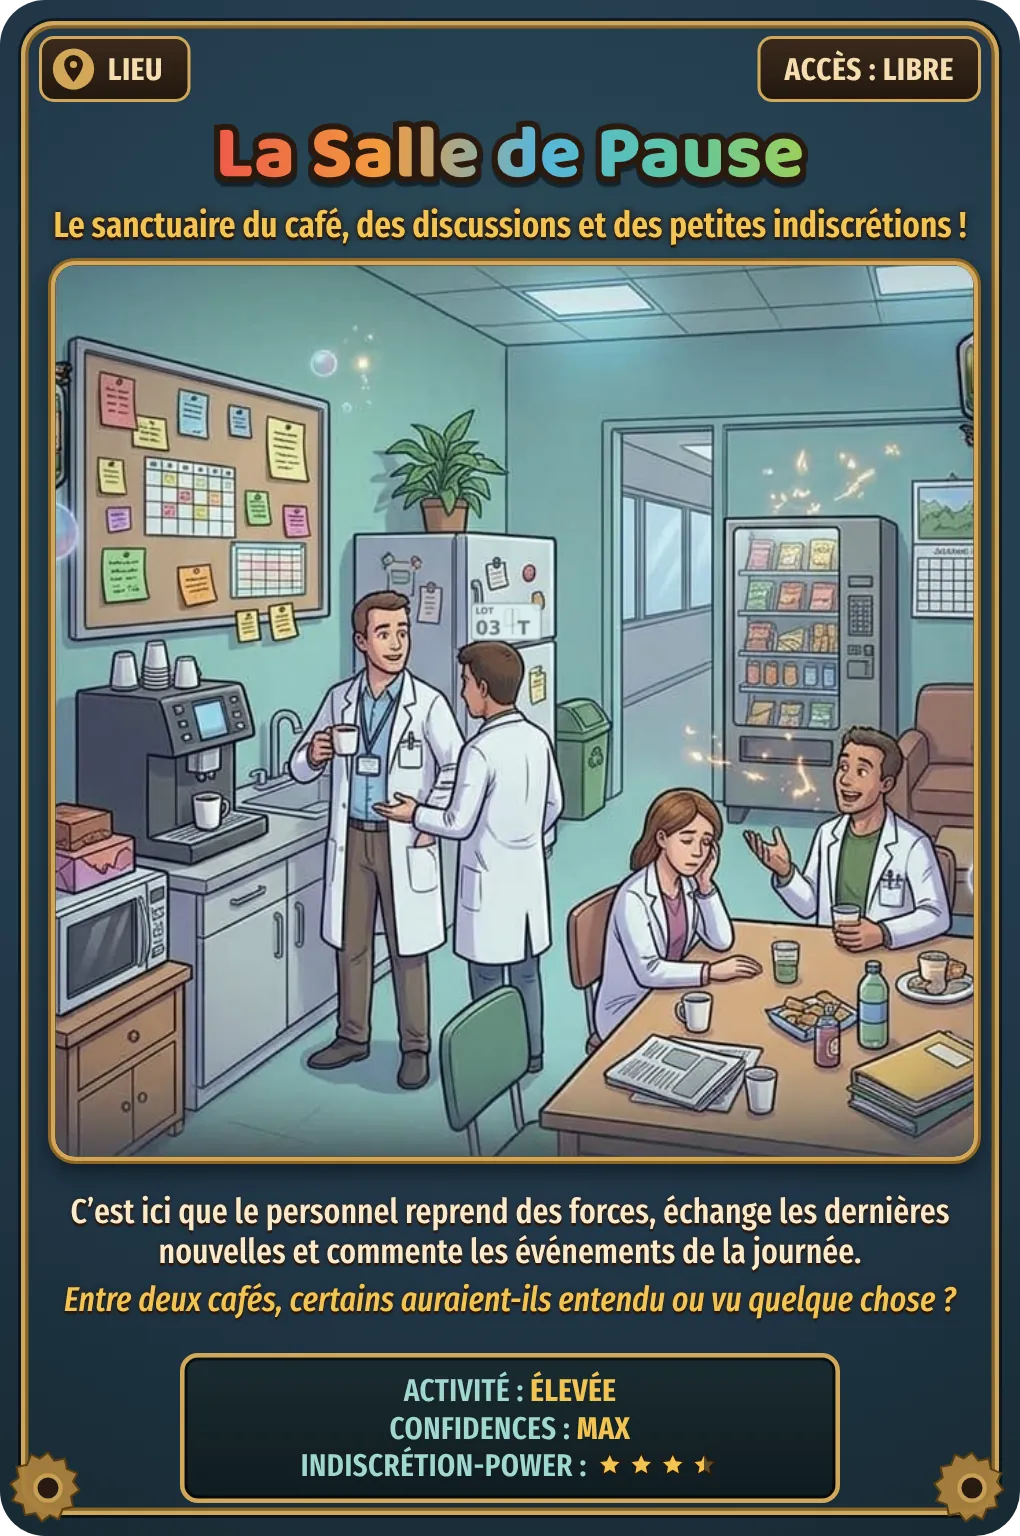 LIEU
ACCÈS : LIBRE
La Salle de Pause
Le sanctuaire du café, des discussions et des petites indiscrétions !
LOT
03 T
C’est ici que le personnel reprend des forces, échange les dernières
nouvelles et commente les événements de la journée.
Entre deux cafés, certains auraient-ils entendu ou vu quelque chose ?
ACTIVITÉ : ÉLEVÉE
CONFIDENCES : MAX
INDISCRÉTION-POWER :